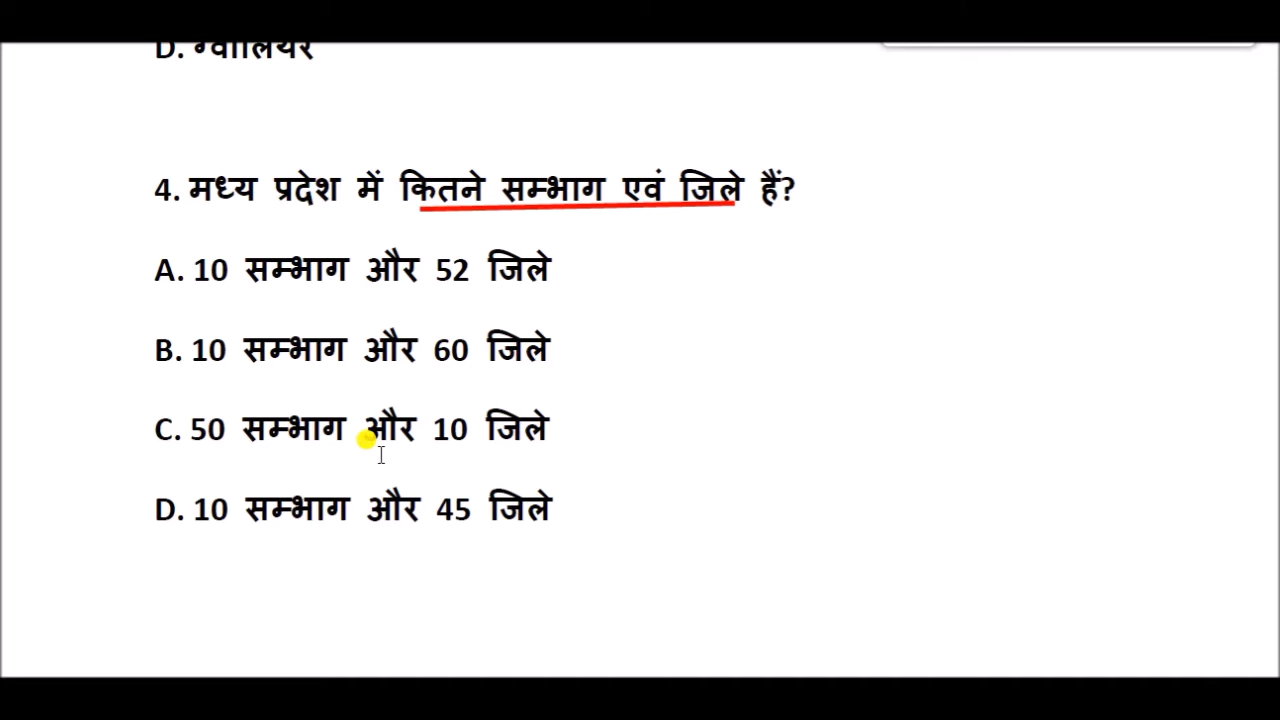 D. ग्वालियर
4. मध्य प्रदेश में कितने सम्भाग एवं जिले हैं?
A. 10 सम्भाग और 52 जिले
B. 10 सम्भाग और 60 जिले
C. 50 सम्भाग और 10 जिले
D. 10 सम्भाग और 45 जिले